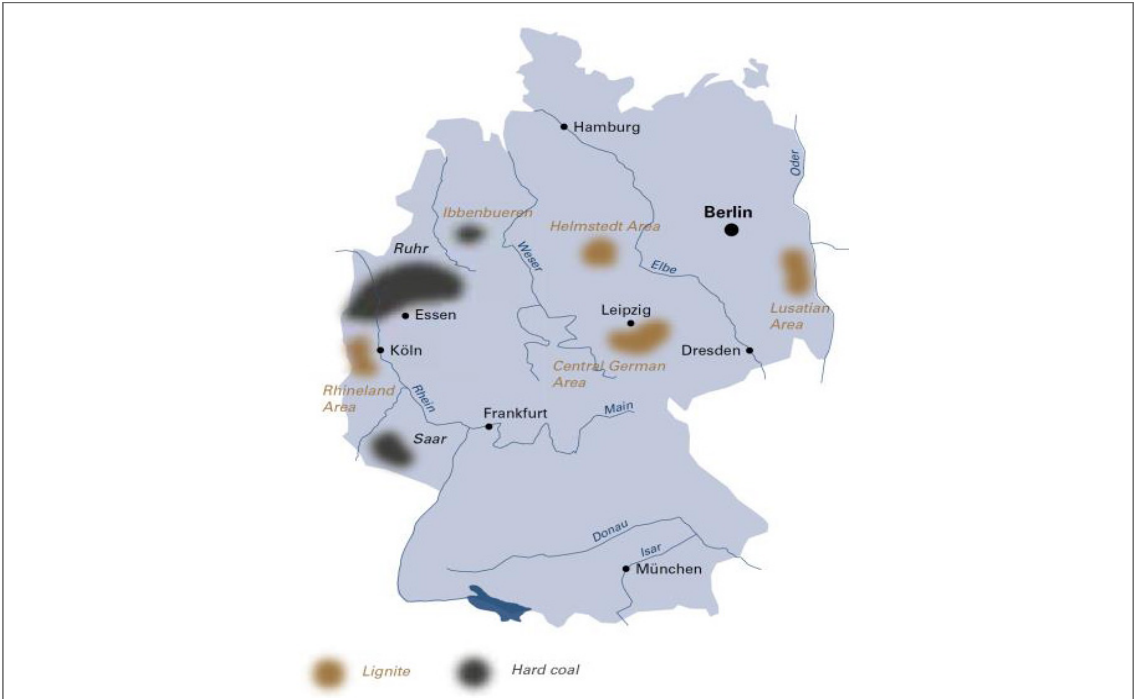 Hamburg
Oder
Ibbenbueren
Berlin
Helmstedt Area
Ruhr
Weser
Elbe
Leipzig
Lusatian
Area
Essen
Köln
Dresden
Central German
Area
Rhineland
Area
Rhein
Frankfurt
Main
Saar
Donau
Isar
München
Lignite
Hard coal